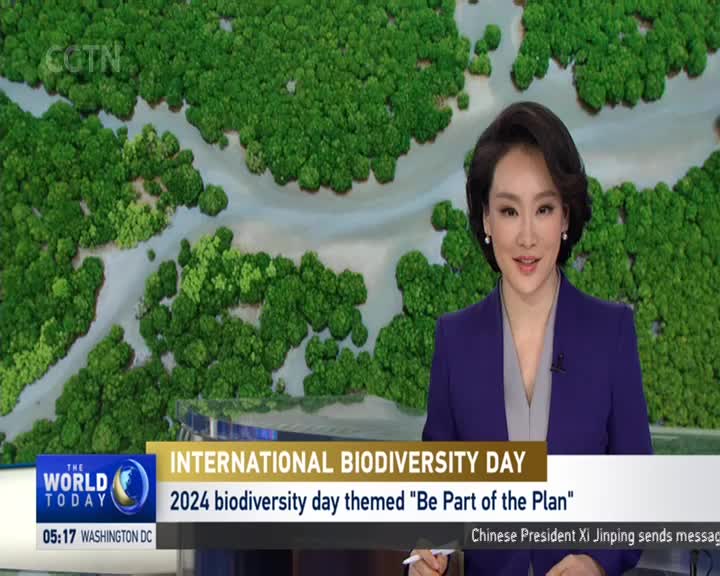 CGTN
INTERNATIONAL BIODIVERSITY DAY
THE
WORLD
TODAY
2024 biodiversity day themed "Be Part of the Plan"
05:17 WASHINGTON DC
Chinese President Xi Jinping sends messag